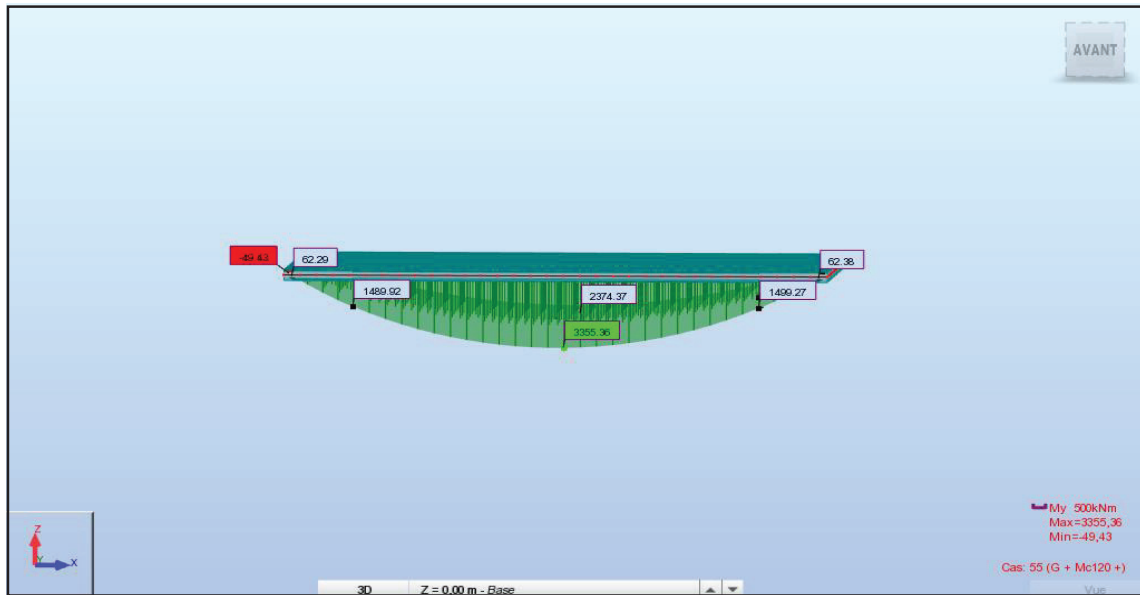 AVANT
-49.43
62.29
62.38
1489.92
2374.37
1499.27
3355.36
My 500kNm
Max=3355,36
Min=-49,43
Cas: 55 (G + Mc120 +)
Z
Y
X
3D Z = 0,00 m - Base
Vue